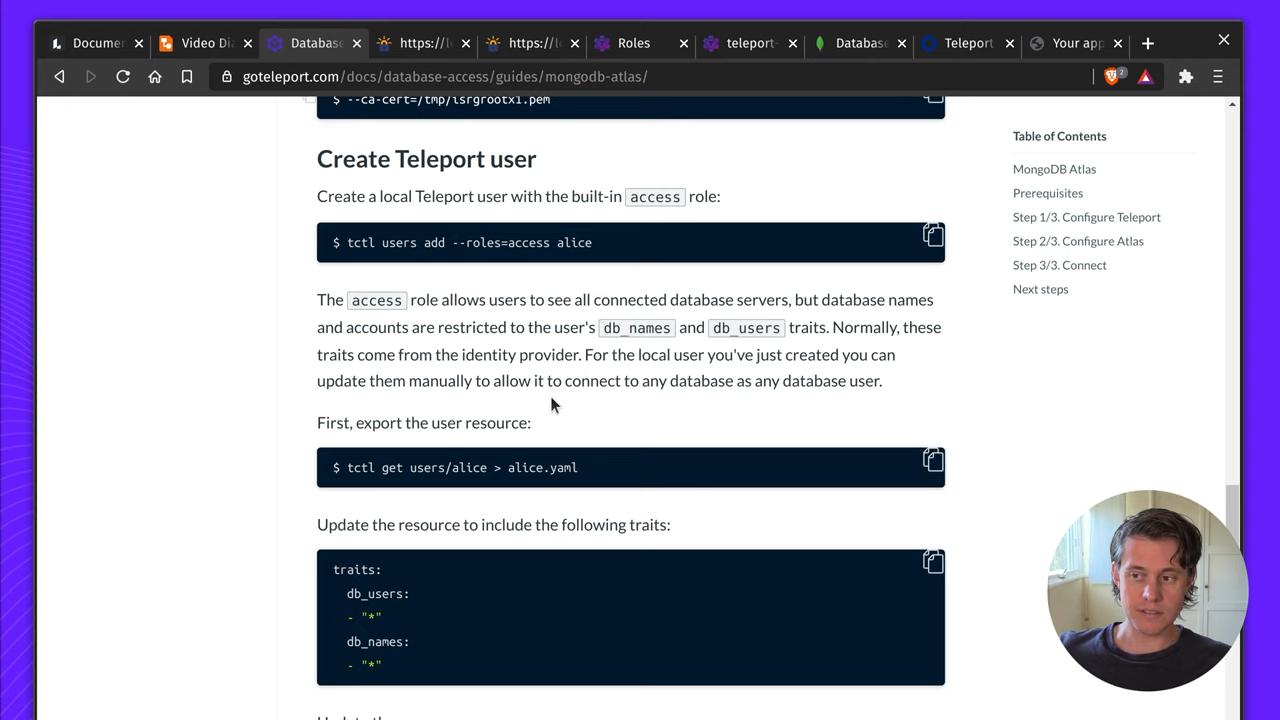 Docume
Video Di
Database
https://l
https://l
Roles
teleport-
Databas
Teleport
Your app
goteleport.com/docs/database-access/guides/mongodb-atlas/
2
$ --ca-cert=/tmp/isrgrootx1.pem
Create Teleport user
Create a local Teleport user with the built-in access role:
$ tctl users add --roles=access alice
The access role allows users to see all connected database servers, but database names
and accounts are restricted to the user's db_names and db_users traits. Normally, these
traits come from the identity provider. For the local user you've just created you can
update them manually to allow it to connect to any database as any database user.
First, export the user resource:
$ tctl get users/alice > alice.yaml
Update the resource to include the following traits:
traits:
db_users:
- "*"
db_names:
- "*"
Table of Contents
MongoDB Atlas
Prerequisites
Step 1/3. Configure Teleport
Step 2/3. Configure Atlas
Step 3/3. Connect
Next steps